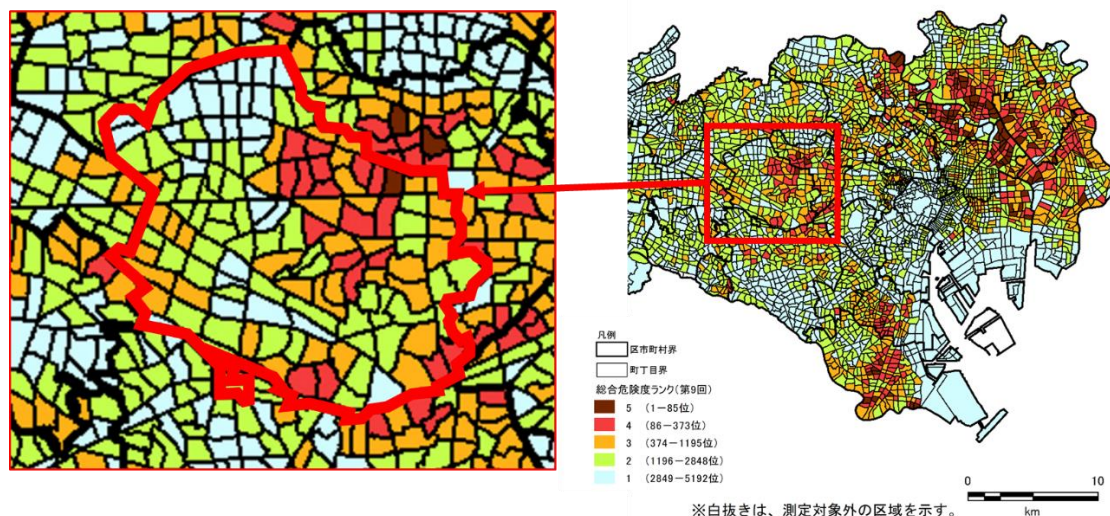 凡例
区市町村界
町丁目界
総合危険度ランク(第9回)
5 (1－85位)
4 (86－373位)
3 (374－1195位)
2 (1196－2848位)
1 (2849－5192位)
0 10
km
※白抜きは、測定対象外の区域を示す。